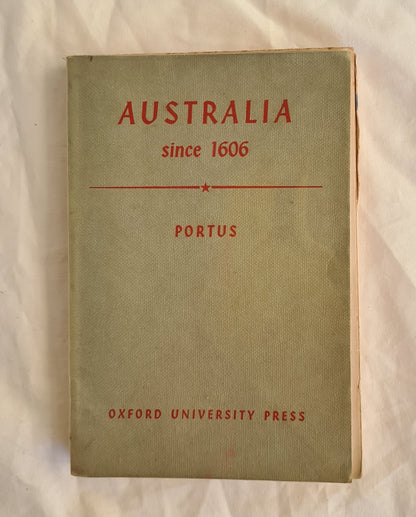 AUSTRALIA
since 1606
PORTUS
OXFORD UNIVERSITY PRESS